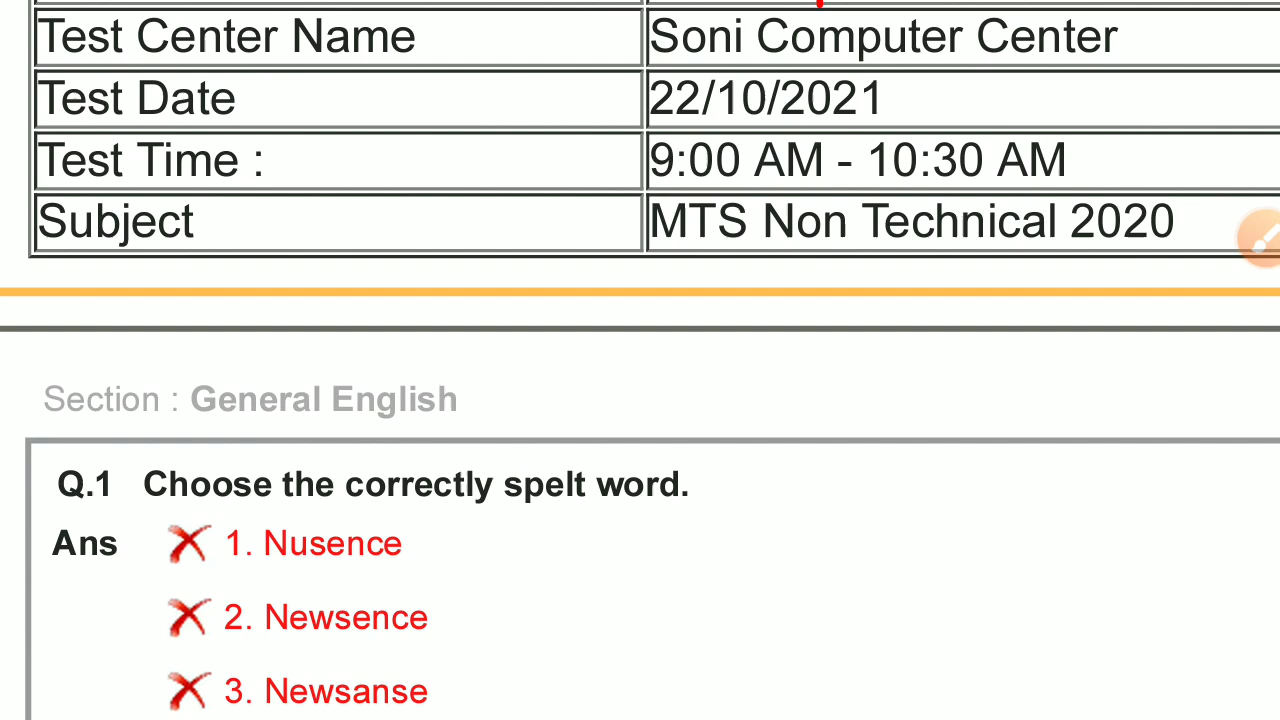 Test Center Name Soni Computer Center
Test Date 22/10/2021
Test Time : 9:00 AM - 10:30 AM
Subject MTS Non Technical 2020
Section : General English
Q.1 Choose the correctly spelt word.
Ans 1. Nusence
2. Newsence
3. Newsanse